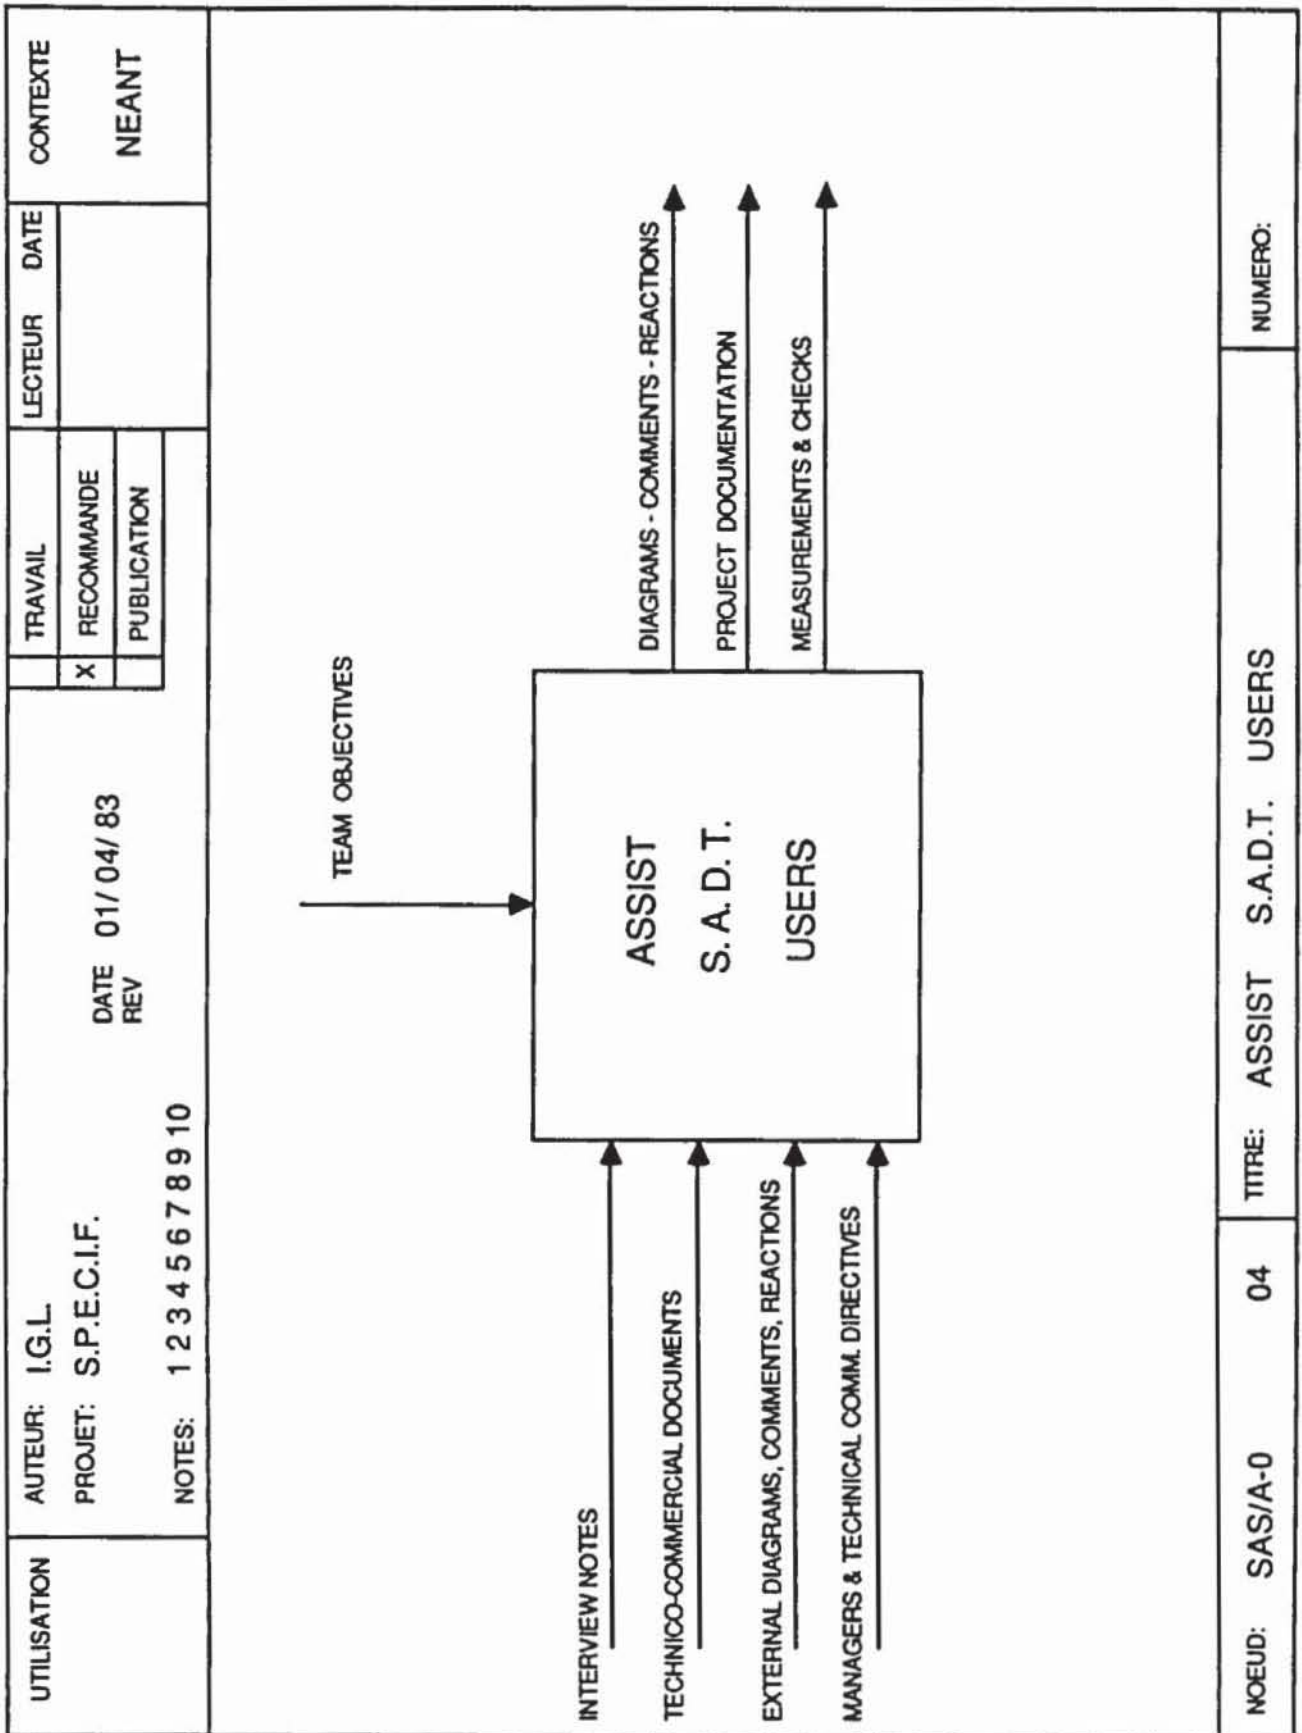 UTILISATION
AUTEUR: I.G.L.
PROJET: S.P.E.C.I.F.
DATE 01/04/83
REV
NOTES: 1 2 3 4 5 6 7 8 9 10
TRAVAIL
X RECOMMANDE
PUBLICATION
LECTEUR DATE
CONTEXTE
NEANT
TEAM OBJECTIVES
INTERVIEW NOTES
TECHNICO-COMMERCIAL DOCUMENTS
EXTERNAL DIAGRAMS, COMMENTS, REACTIONS
MANAGERS & TECHNICAL COMM. DIRECTIVES
ASSIST
S.A.D.T.
USERS
DIAGRAMS - COMMENTS - REACTIONS
PROJECT DOCUMENTATION
MEASUREMENTS & CHECKS
NOEUD: SAS/A-0 04
TITRE: ASSIST S.A.D.T. USERS
NUMERO: